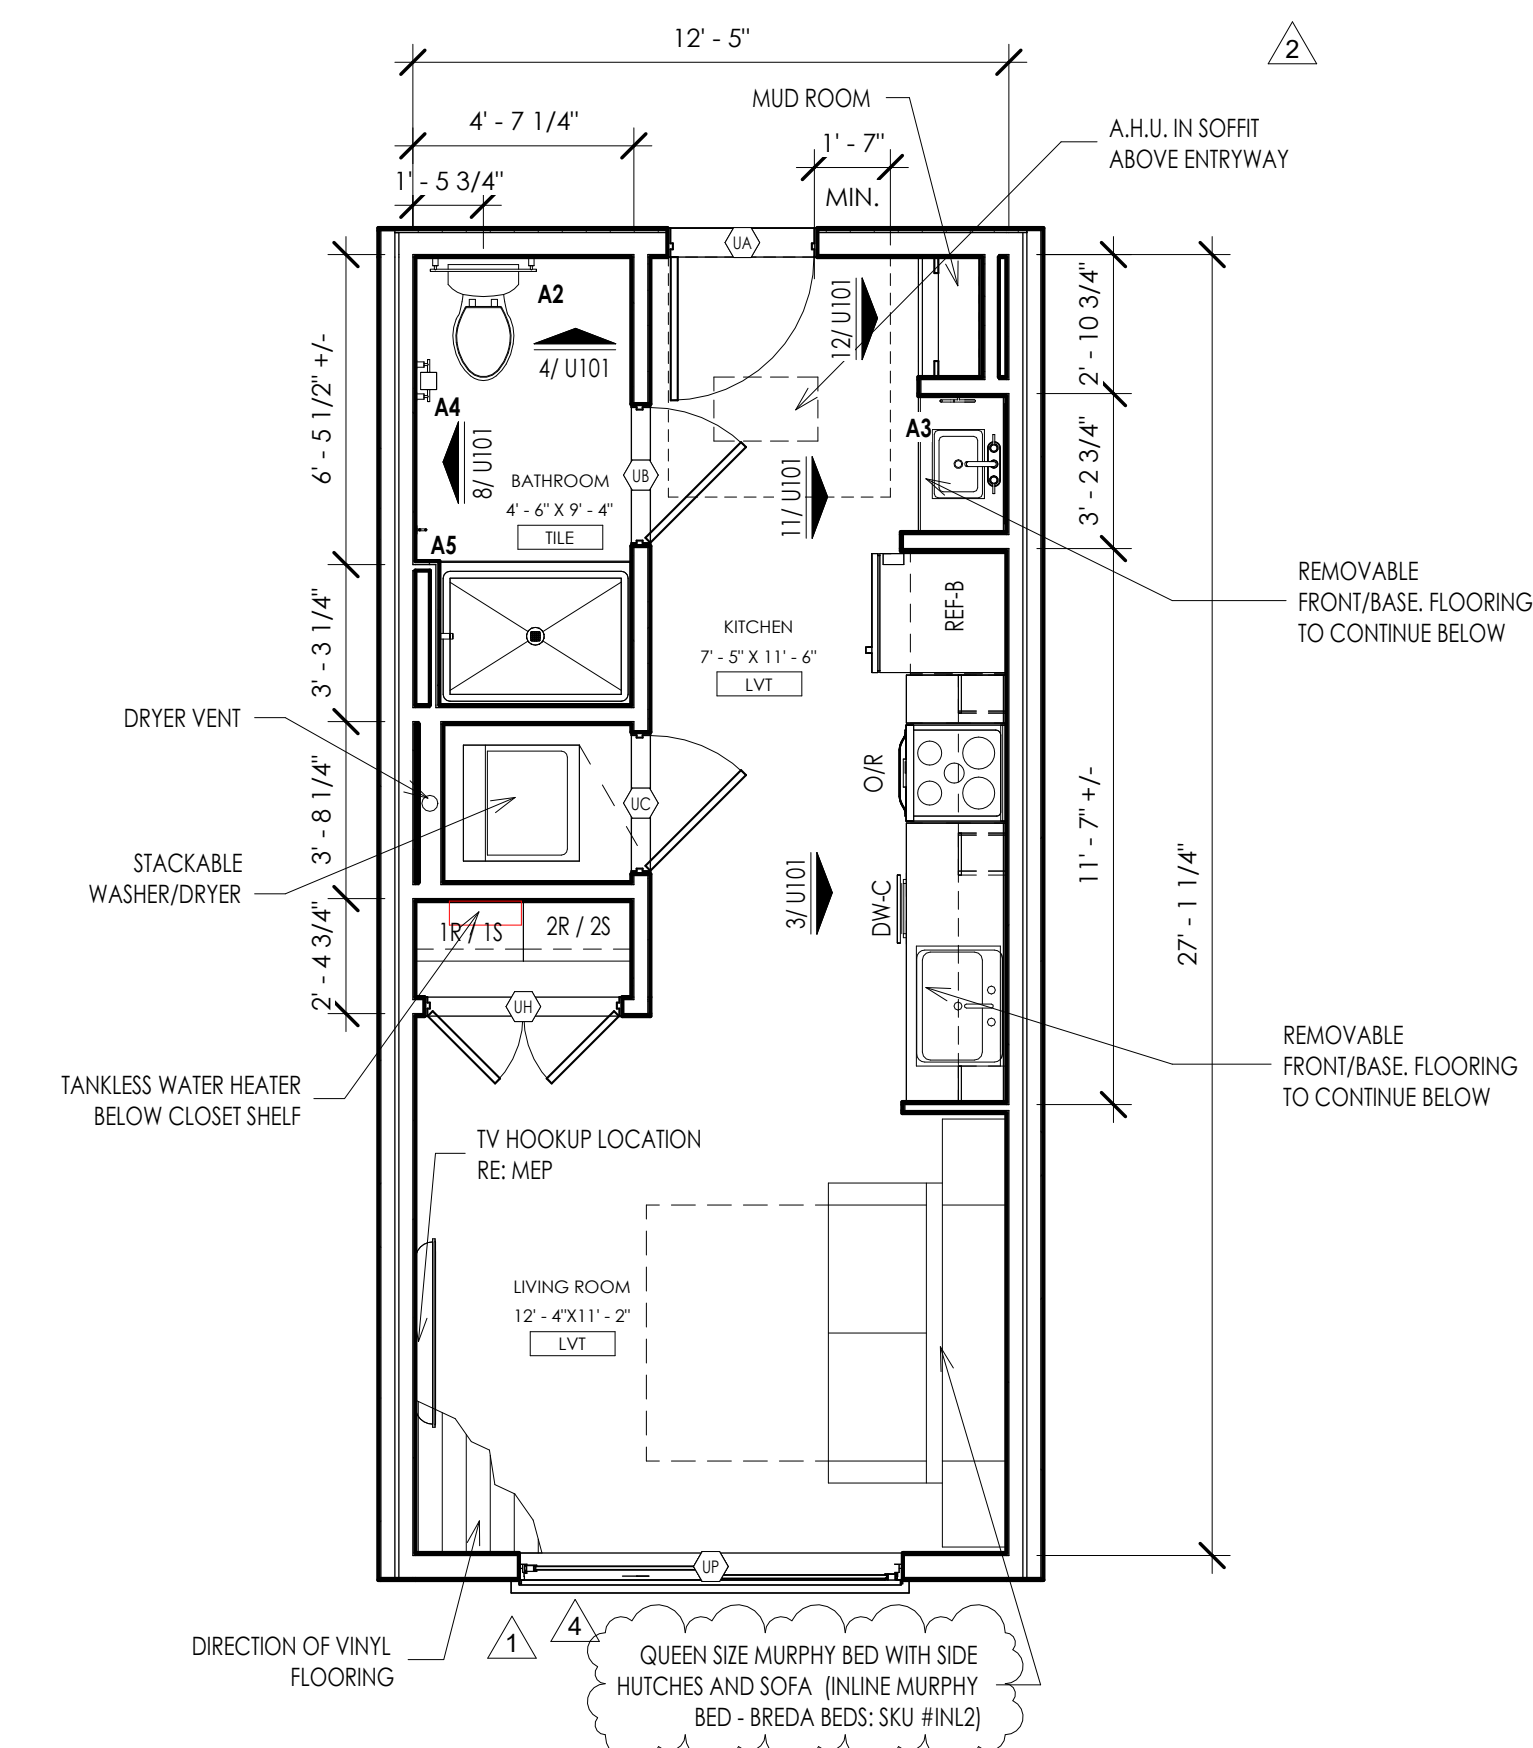 12' - 5"
2
MUD ROOM
4' - 7 1/4"
1' - 7"
MIN.
A.H.U. IN SOFFIT
ABOVE ENTRYWAY
1' - 5 3/4"
UA
A2
4/ U101
12/ U101
2' - 10 3/4"
6' - 5 1/2" +/-
A4
8/ U101
BATHROOM
4' - 6" X 9' - 4"
TILE
A5
UB
11/ U101
A3
3' - 2 3/4"
REMOVABLE
FRONT/BASE. FLOORING
TO CONTINUE BELOW
3' - 3 1/4"
KITCHEN
7' - 5" X 11' - 6"
LVT
REF-B
DRYER VENT
O/R
3' - 8 1/4"
UC
STACKABLE
WASHER/DRYER
11' - 7" +/-
27' - 1 1/4"
3/ U101
DW-C
2' - 4 3/4"
1R / 1S
2R / 2S
UH
TANKLESS WATER HEATER
BELOW CLOSET SHELF
REMOVABLE
FRONT/BASE. FLOORING
TO CONTINUE BELOW
TV HOOKUP LOCATION
RE: MEP
LIVING ROOM
12' - 4"X11' - 2"
LVT
UP
DIRECTION OF VINYL
FLOORING
1
4
QUEEN SIZE MURPHY BED WITH SIDE
HUTCHES AND SOFA (INLINE MURPHY
BED - BREDA BEDS: SKU #INL2)